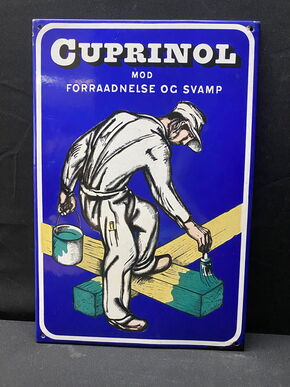 CUPRINOL
MOD
FORRAADNELSE OG SVAMP